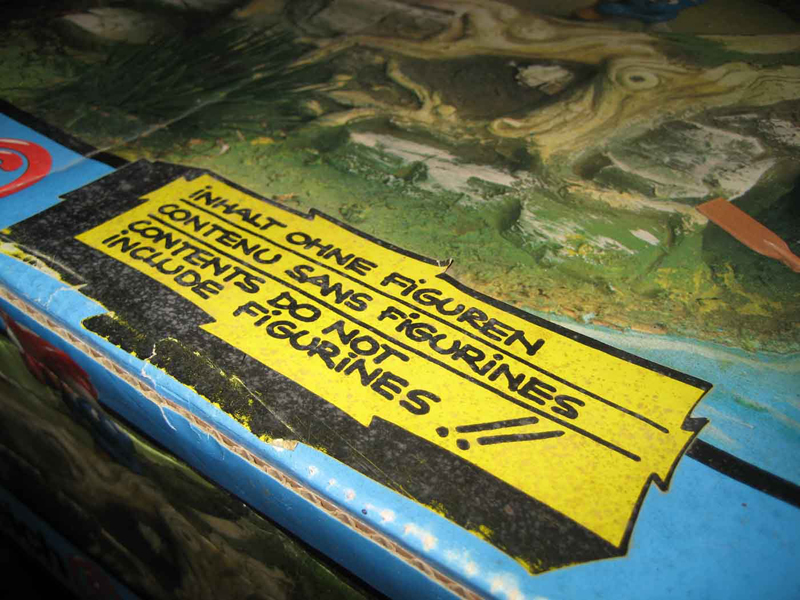 iNHALT OHNE FiGUREN
CONTENU SANS FiGURiNES
CONTENTS DO NOT
iNCLUDE FiGURiNES !!